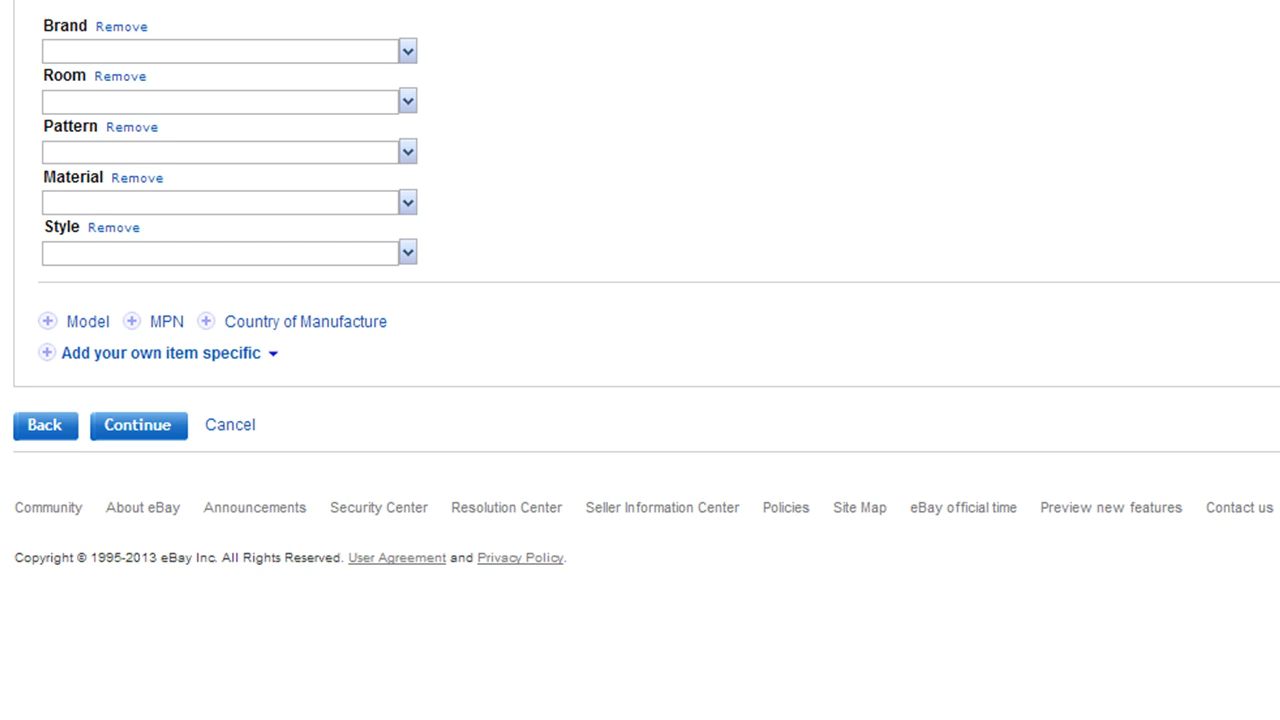 Brand Remove
Room Remove
Pattern Remove
Material Remove
Style Remove
Model MPN Country of Manufacture
Add your own item specific
Back Continue Cancel
Community About eBay Announcements Security Center Resolution Center Seller Information Center Policies Site Map eBay official time Preview new features Contact us
Copyright © 1995-2013 eBay Inc. All Rights Reserved. User Agreement and Privacy Policy.